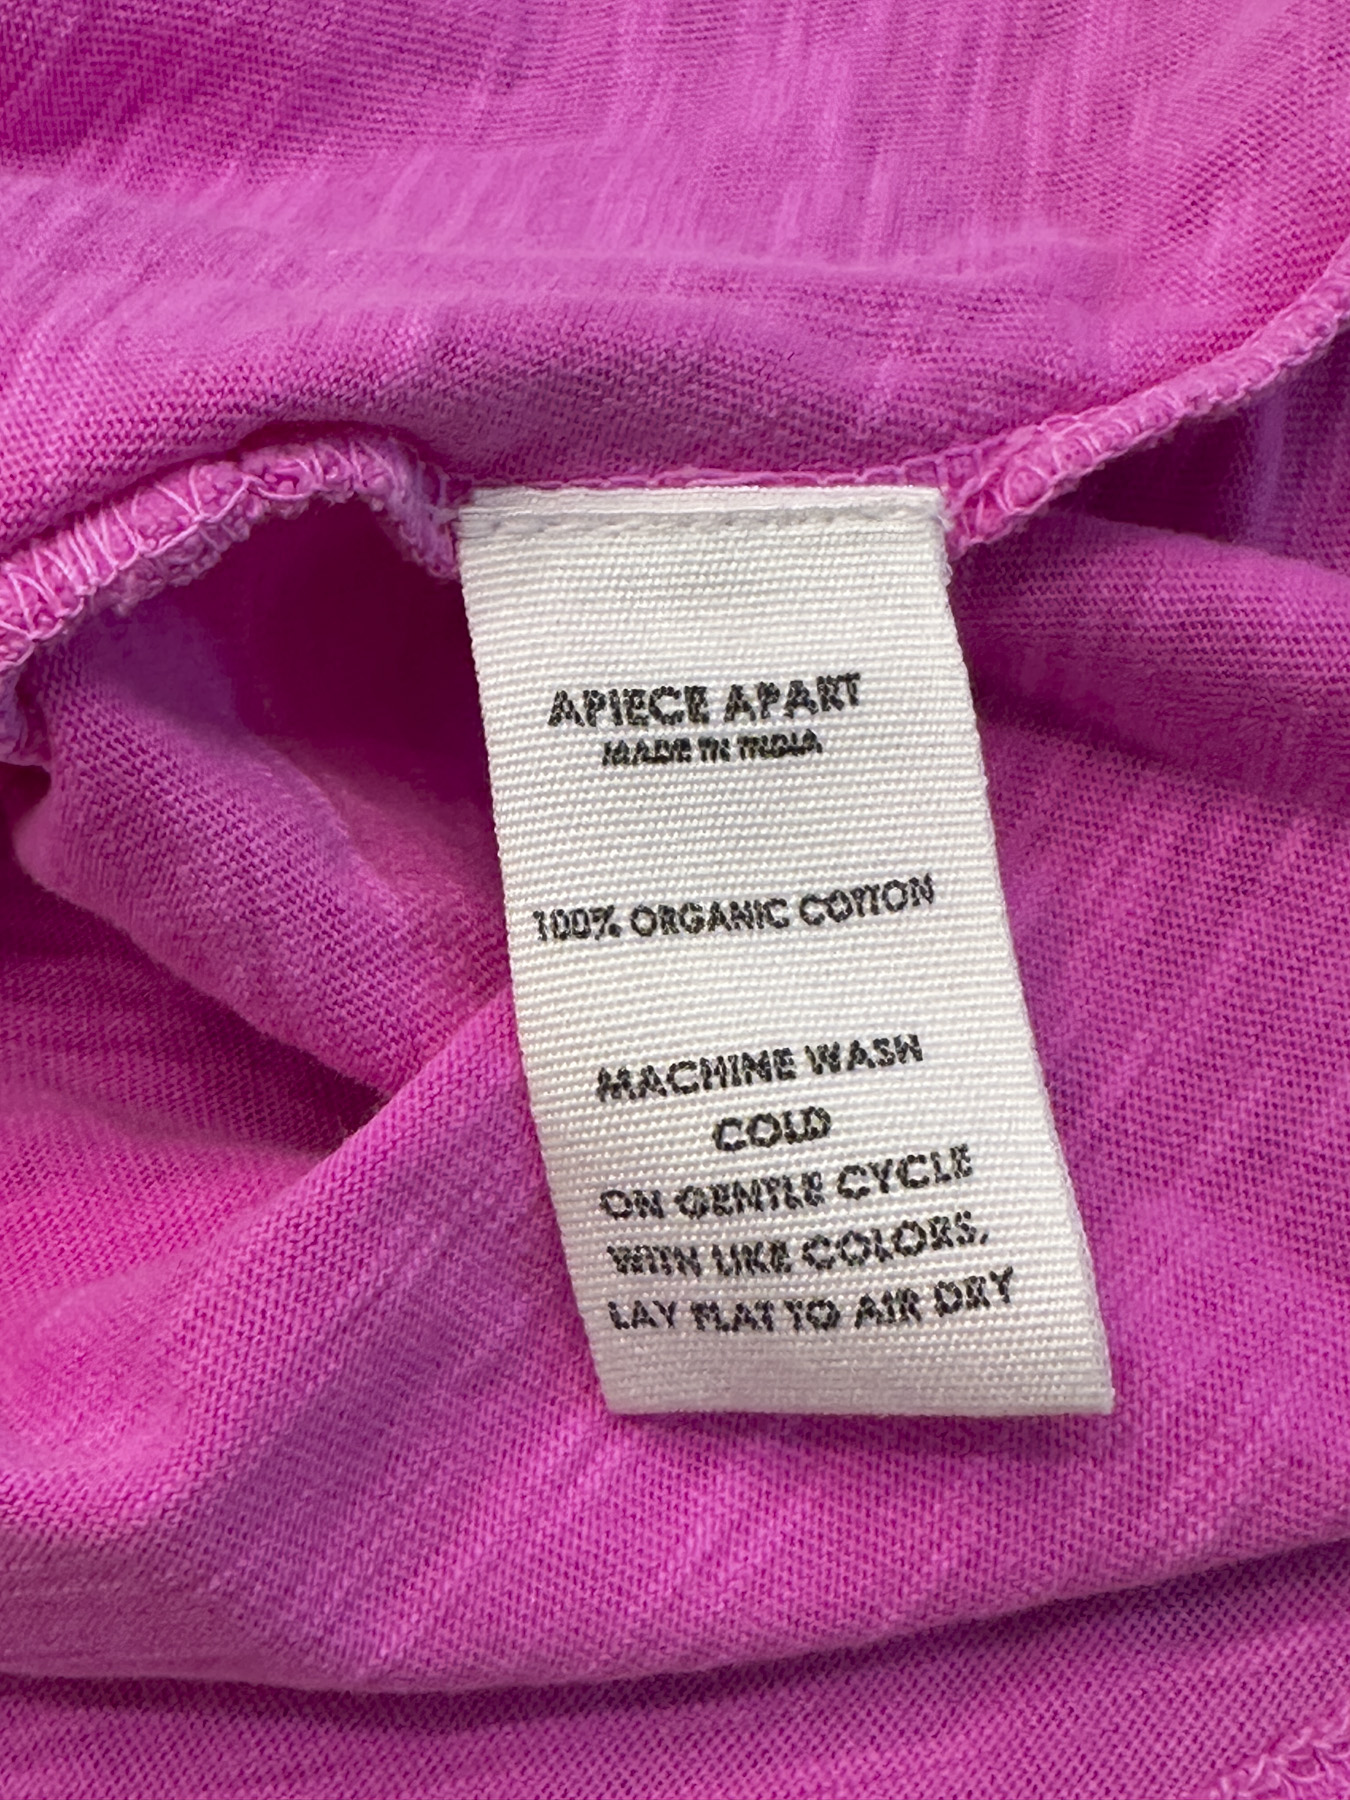 APIECE APART
MADE IN INDIA
100% ORGANIC COTTON
MACHINE WASH
COLD
ON GENTLE CYCLE
WITH LIKE COLORS.
LAY FLAT TO AIR DRY